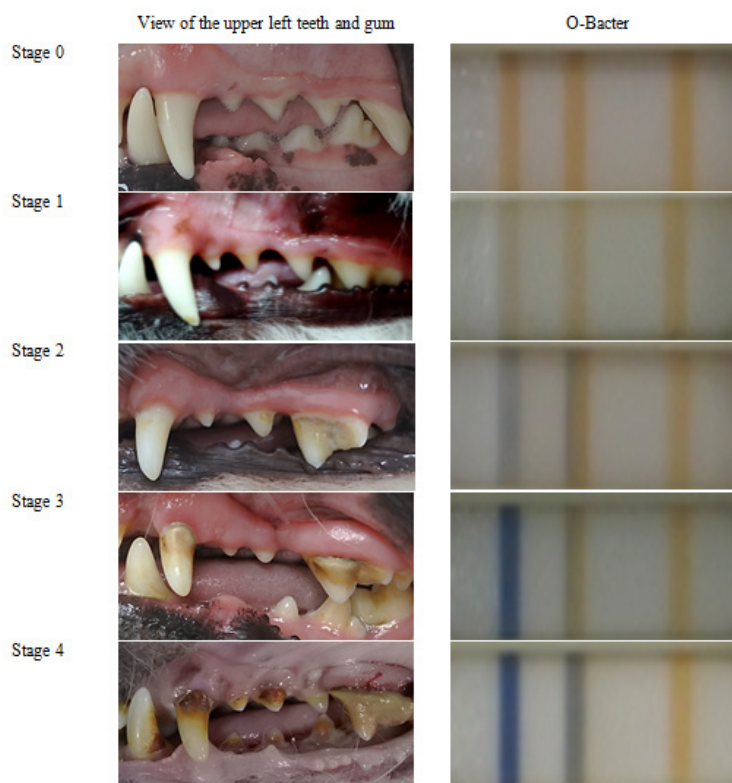 View of the upper left teeth and gum
O-Bacter
Stage 0
Stage 1
Stage 2
Stage 3
Stage 4